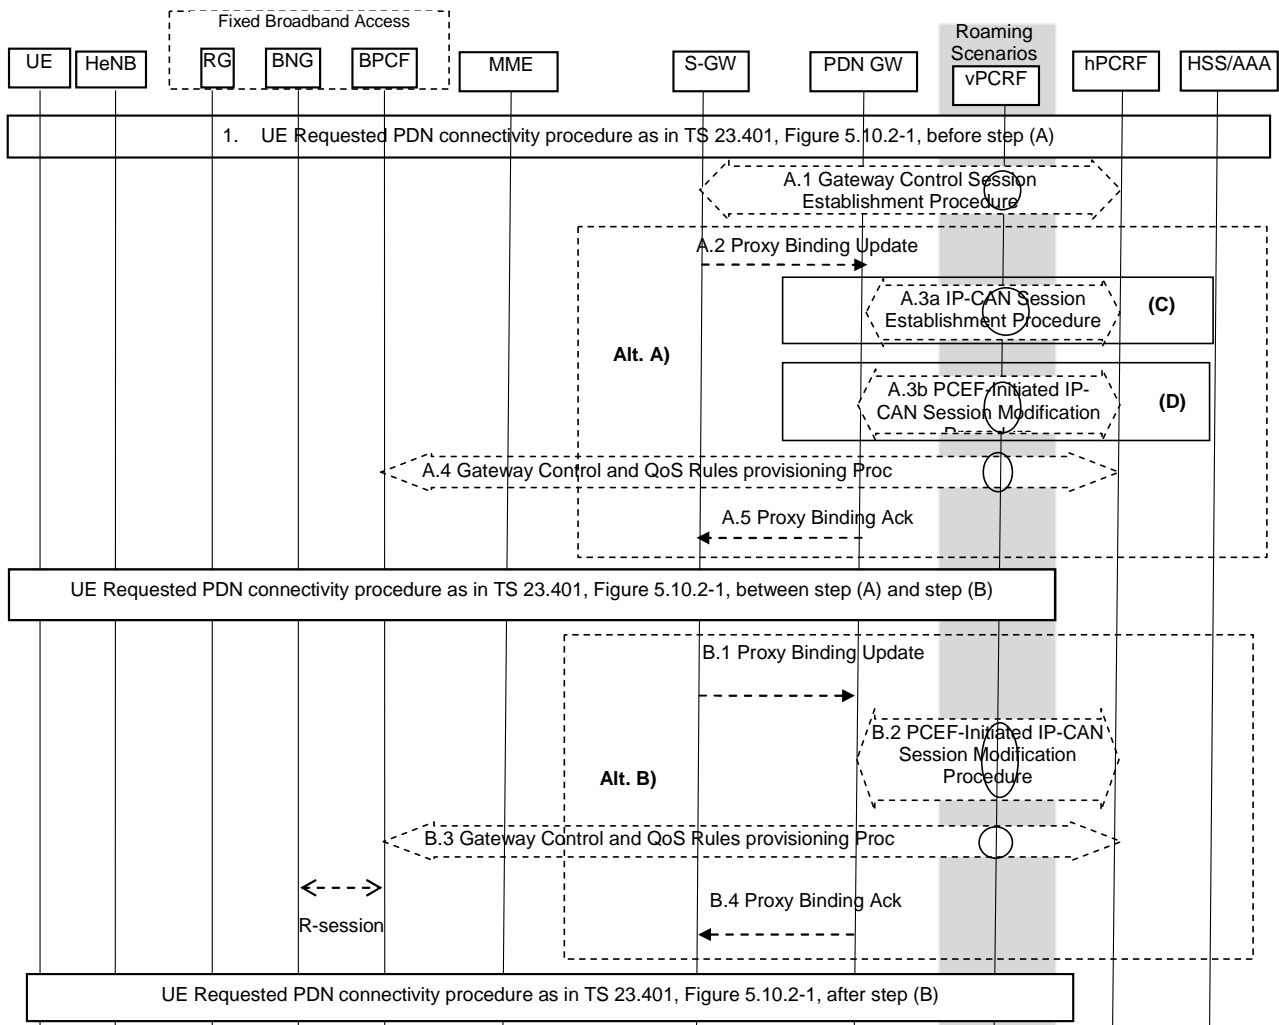 Fixed Broadband Access
Roaming
Scenarios
UE
HeNB
RG
BNG
BPCF
MME
S-GW
PDN GW
vPCRF
hPCRF
HSS/AAA
1. UE Requested PDN connectivity procedure as in TS 23.401, Figure 5.10.2-1, before step (A)
A.1 Gateway Control Session
Establishment Procedure
A.2 Proxy Binding Update
A.3a IP-CAN Session
Establishment Procedure
(C)
Alt. A)
A.3b PCEF-Initiated IP-
CAN Session Modification
(D)
A.4 Gateway Control and QoS Rules provisioning Proc
A.5 Proxy Binding Ack
UE Requested PDN connectivity procedure as in TS 23.401, Figure 5.10.2-1, between step (A) and step (B)
B.1 Proxy Binding Update
B.2 PCEF-Initiated IP-CAN
Session Modification
Procedure
Alt. B)
B.3 Gateway Control and QoS Rules provisioning Proc
B.4 Proxy Binding Ack
R-session
UE Requested PDN connectivity procedure as in TS 23.401, Figure 5.10.2-1, after step (B)